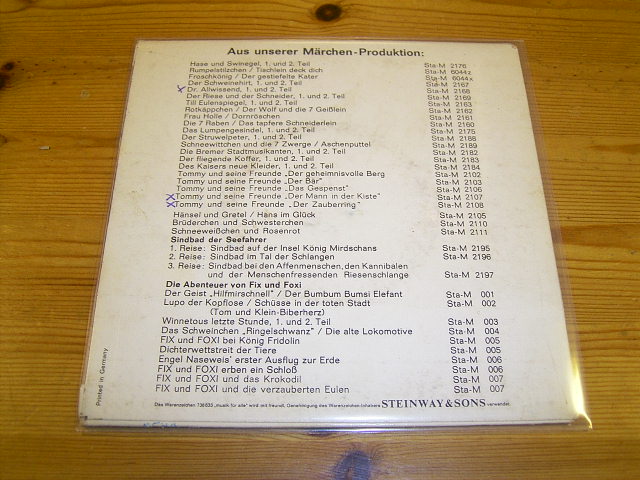 Aus unserer Märchen-Produktion:
Hase und Swinegel, 1. und 2. Teil Sta-M 2176
Rumpelstilzchen / Tischlein deck dich Sta-M 6044z
Froschkönig / Der gestiefelte Kater Sta-M 6044x
Der Schweinehirt, 1. und 2. Teil Sta-M 2167
Dr. Allwissend, 1. und 2. Teil Sta-M 2168
Der Riese und der Schneider, 1. und 2. Teil Sta-M 2169
Till Eulenspiegel, 1. und 2. Teil Sta-M 2163
Rotkäppchen / Der Wolf und die 7 Geißlein Sta-M 2162
Frau Holle / Dornröschen Sta-M 2161
Die 7 Raben / Das tapfere Schneiderlein Sta-M 2160
Das Lumpengesindel, 1. und 2. Teil Sta-M 2175
Der Struwelpeter, 1. und 2. Teil Sta-M 2188
Schneewittchen und die 7 Zwerge / Aschenputtel Sta-M 2189
Die Bremer Stadtmusikanten, 1. und 2. Teil Sta-M 2182
Der fliegende Koffer, 1. und 2. Teil Sta-M 2183
Des Kaisers neue Kleider, 1. und 2. Teil Sta-M 2184
Tommy und seine Freunde „Der geheimnisvolle Berg Sta-M 2102
Tommy und seine Freunde „Der Bär" Sta-M 2103
Tommy und seine Freunde „Das Gespenst" Sta-M 2106
Tommy und seine Freunde „Der Mann in der Kiste" Sta-M 2107
Tommy und seine Freunde „Der Zauberring" Sta-M 2108
Hänsel und Gretel / Hans im Glück Sta-M 2105
Brüderchen und Schwesterchen Sta-M 2110
Schneeweißchen und Rosenrot Sta-M 2111
Sindbad der Seefahrer
1. Reise: Sindbad auf der Insel König Mirdschans Sta-M 2195
2. Reise: Sindbad im Tal der Schlangen Sta-M 2196
3. Reise: Sindbad bei den Affenmenschen, den Kannibalen
und der Menschenfressenden Riesenschlange Sta-M 2197
Die Abenteuer von Fix und Foxi
Der Geist „Hilfmirschnell" / Der Bumbum Bumsi Elefant Sta-M 001
Lupo der Kopflose / Schüsse in der toten Stadt Sta-M 002
(Tom und Klein-Biberherz)
Winnetous letzte Stunde, 1. und 2. Teil Sta-M 003
Das Schweinchen „Ringelschwanz" / Die alte Lokomotive Sta-M 004
FIX und FOXI bei König Fridolin Sta-M 005
Dichterwettstreit der Tiere Sta-M 005
Engel Naseweis' erster Ausflug zur Erde Sta-M 006
FIX und FOXI erben ein Schloß Sta-M 006
FIX und FOXI und das Krokodil Sta-M 007
FIX und FOXI und die verzauberten Eulen Sta-M 007
Das Warenzeichen 736835 „musik für alle" wird mit freundl. Genehmigung des Warenzeichen-Inhabers STEINWAY & SONS verwendet.
Printed in Germany